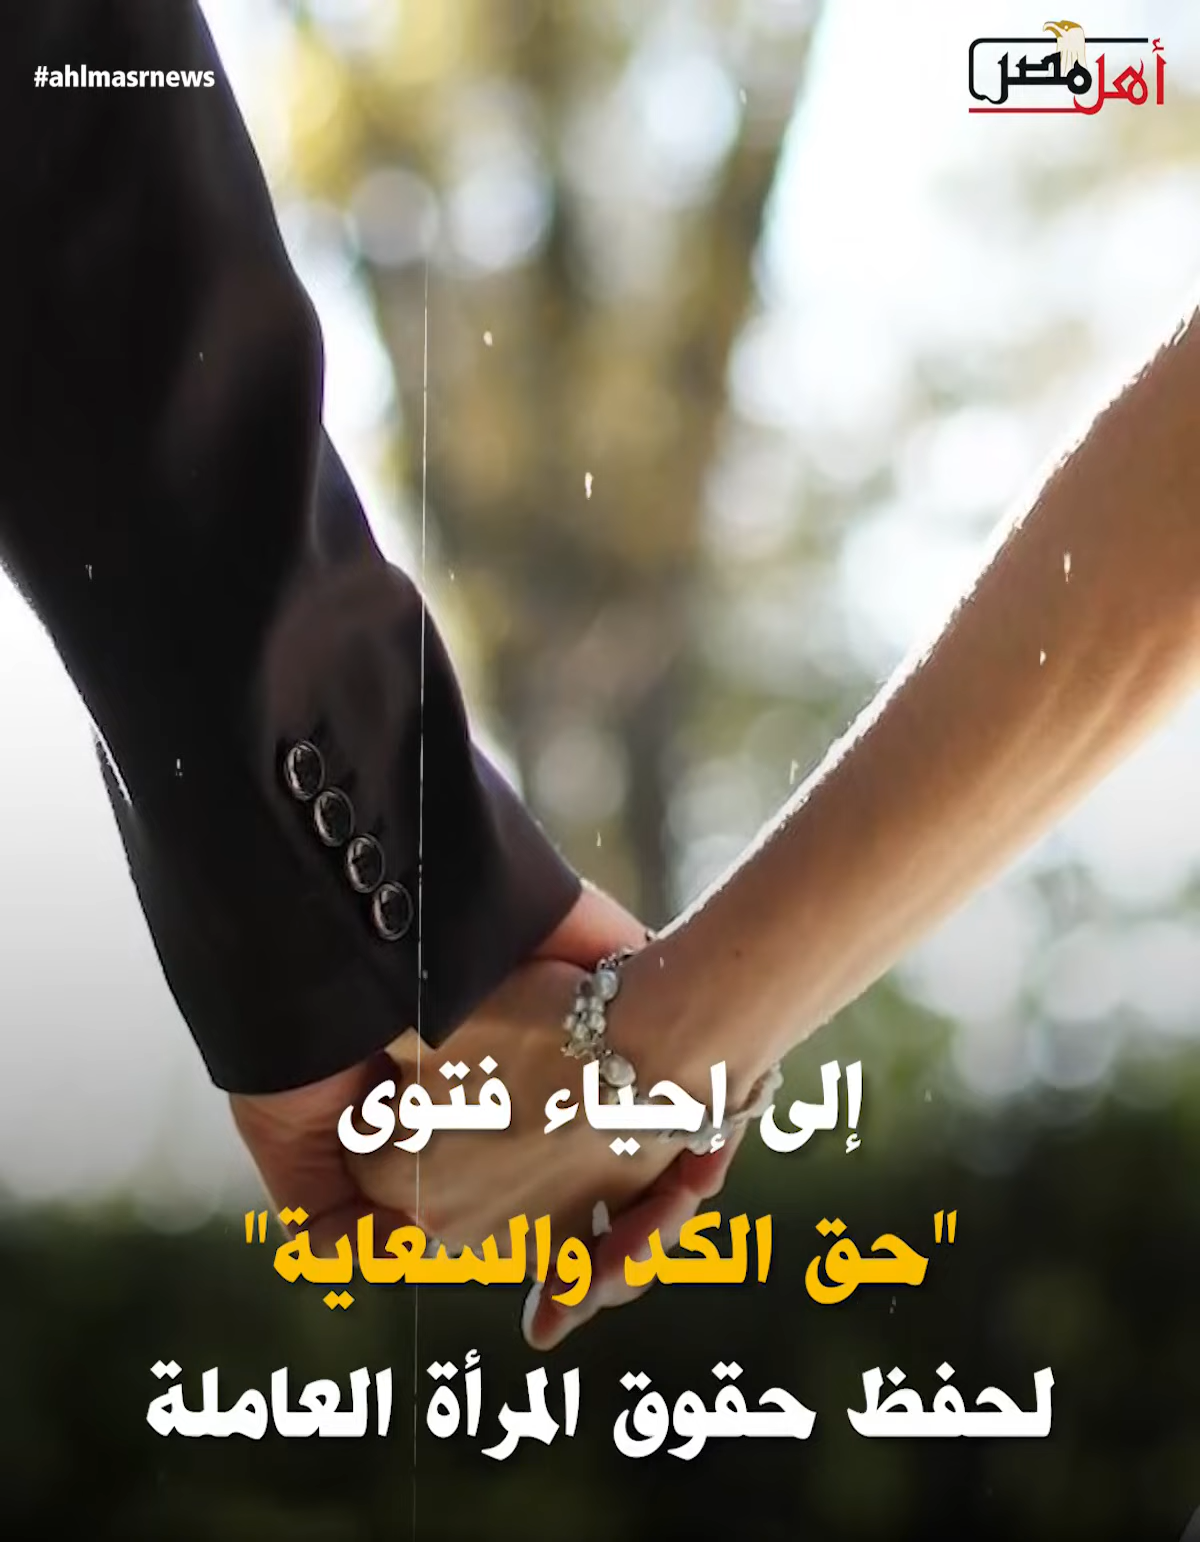 #ahlmasrnews
أهل مصر
إلى إحياء فتوى
"حق الكد والسعاية"
لحفظ حقوق المرأة العاملة